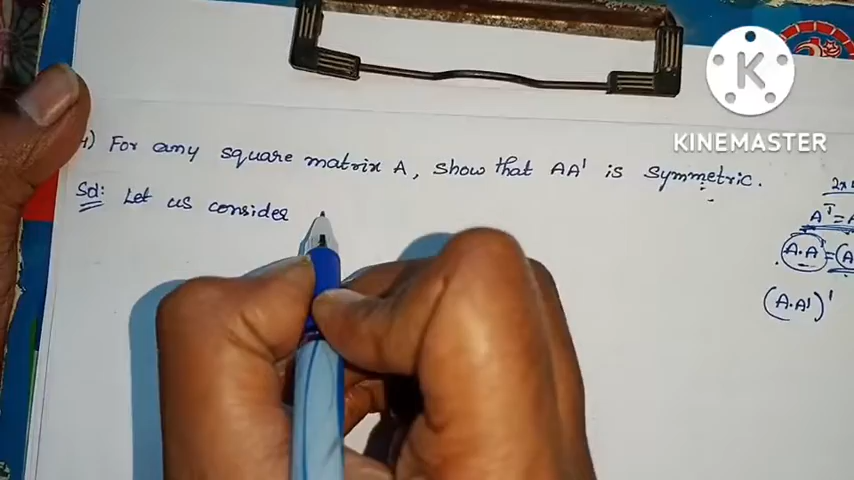 KINEMASTER
4) For any square matrix A, show that AA' is symmetric.
Sol: Let us consider
A' = A
A.A' = (A
(A.A')'